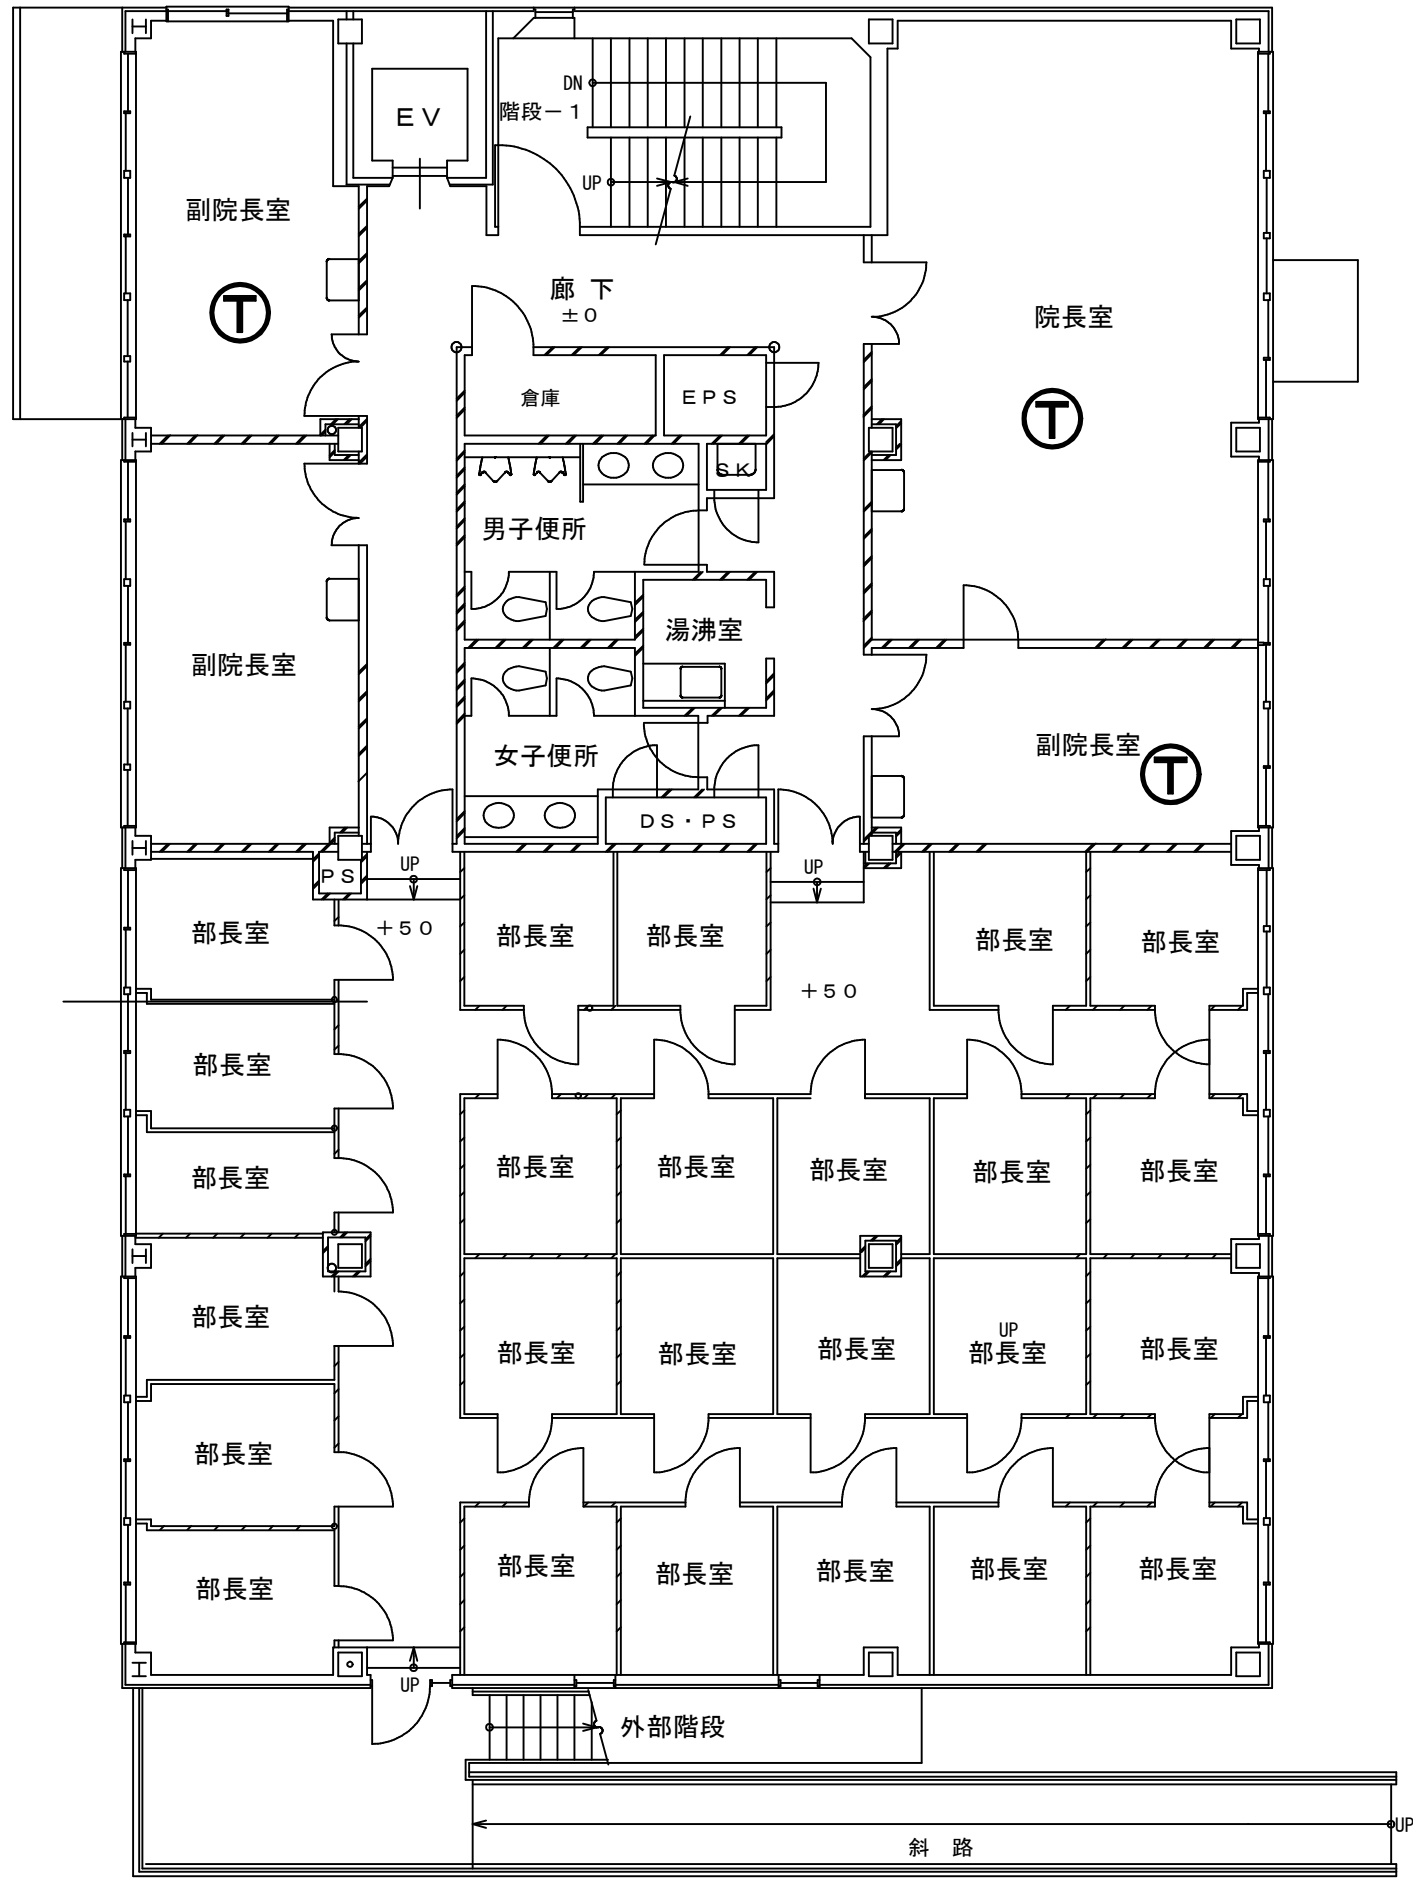 DN
EV
階段－１
UP
副院長室
Ⓣ
廊 下
±０
院長室
Ⓣ
倉庫
EPS
SK
男子便所
湯沸室
副院長室
副院長室
Ⓣ
女子便所
DS・PS
UP
UP
PS
＋５０
部長室
部長室
部長室
部長室
部長室
＋５０
部長室
部長室
部長室
部長室
部長室
部長室
部長室
部長室
UP
部長室
部長室
部長室
部長室
部長室
部長室
部長室
部長室
部長室
部長室
部長室
部長室
部長室
UP
外部階段
UP
斜 路